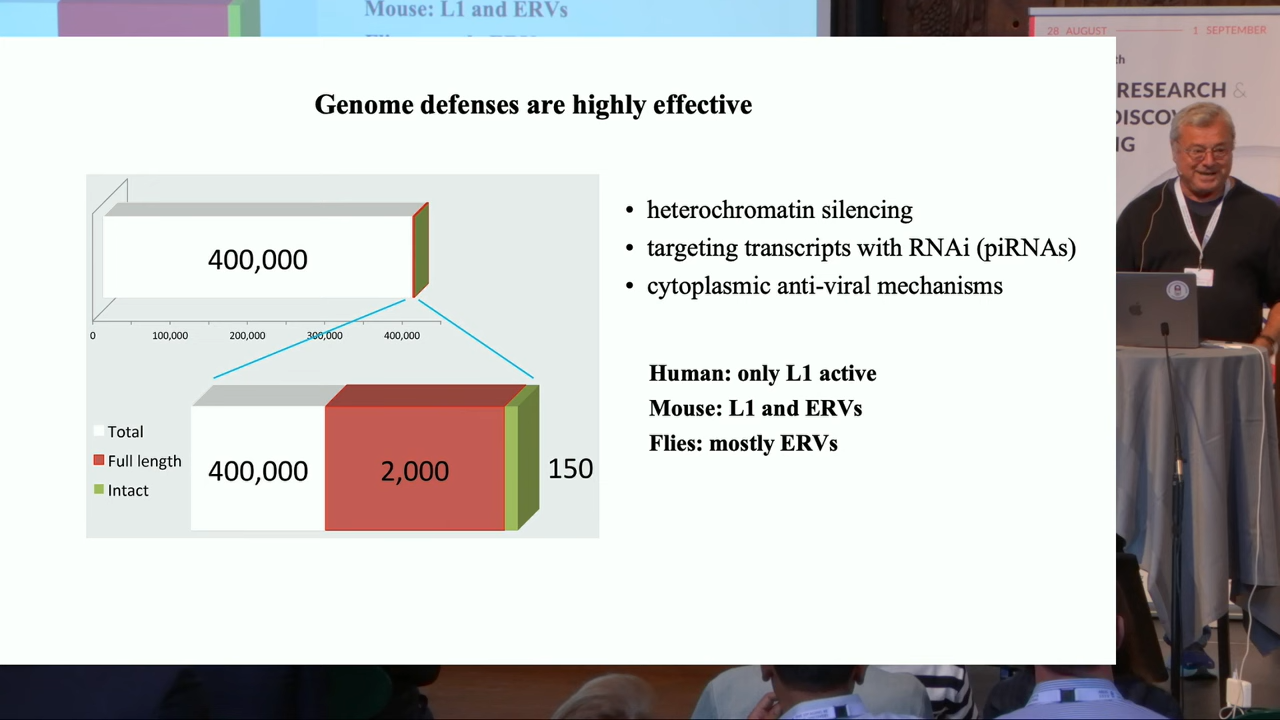 Mouse: L1 and ERVs
28 AUGUST
1 SEPTEMBER
RESEARCH &
Genome defenses are highly effective
400,000
0
100,000
200,000
300,000
400,000
Total
Full length
Intact
400,000
2,000
150
• heterochromatin silencing
• targeting transcripts with RNAi (piRNAs)
• cytoplasmic anti-viral mechanisms
Human: only L1 active
Mouse: L1 and ERVs
Flies: mostly ERVs